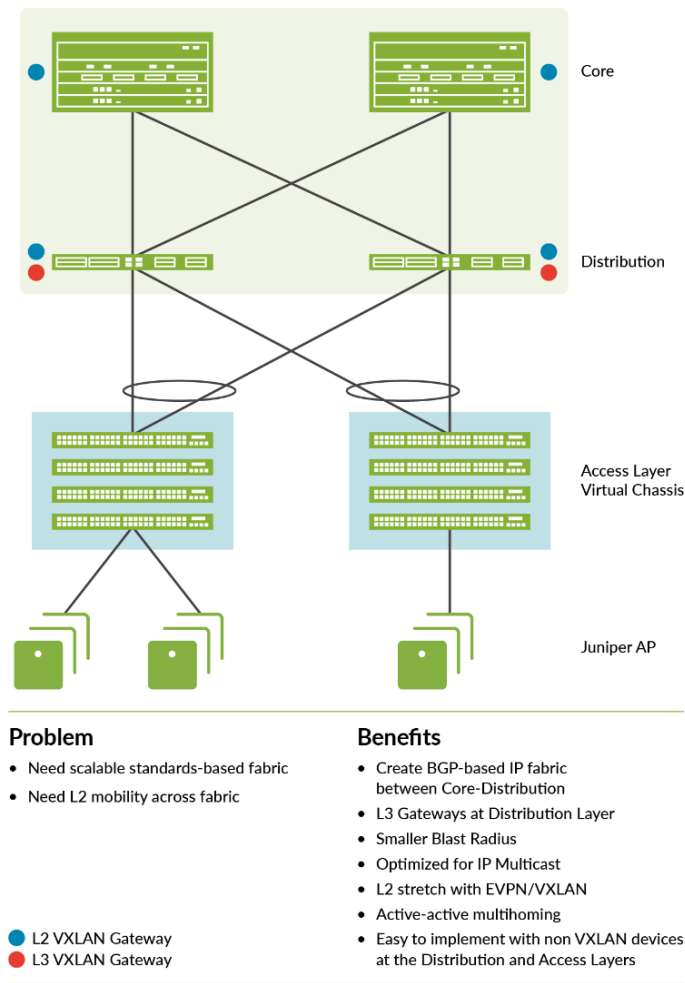 Core
Distribution
Access Layer
Virtual Chassis
Juniper AP
Problem
• Need scalable standards-based fabric
• Need L2 mobility across fabric
Benefits
• Create BGP-based IP fabric
between Core-Distribution
• L3 Gateways at Distribution Layer
• Smaller Blast Radius
• Optimized for IP Multicast
• L2 stretch with EVPN/VXLAN
• Active-active multihoming
• Easy to implement with non VXLAN devices
at the Distribution and Access Layers
L2 VXLAN Gateway
L3 VXLAN Gateway